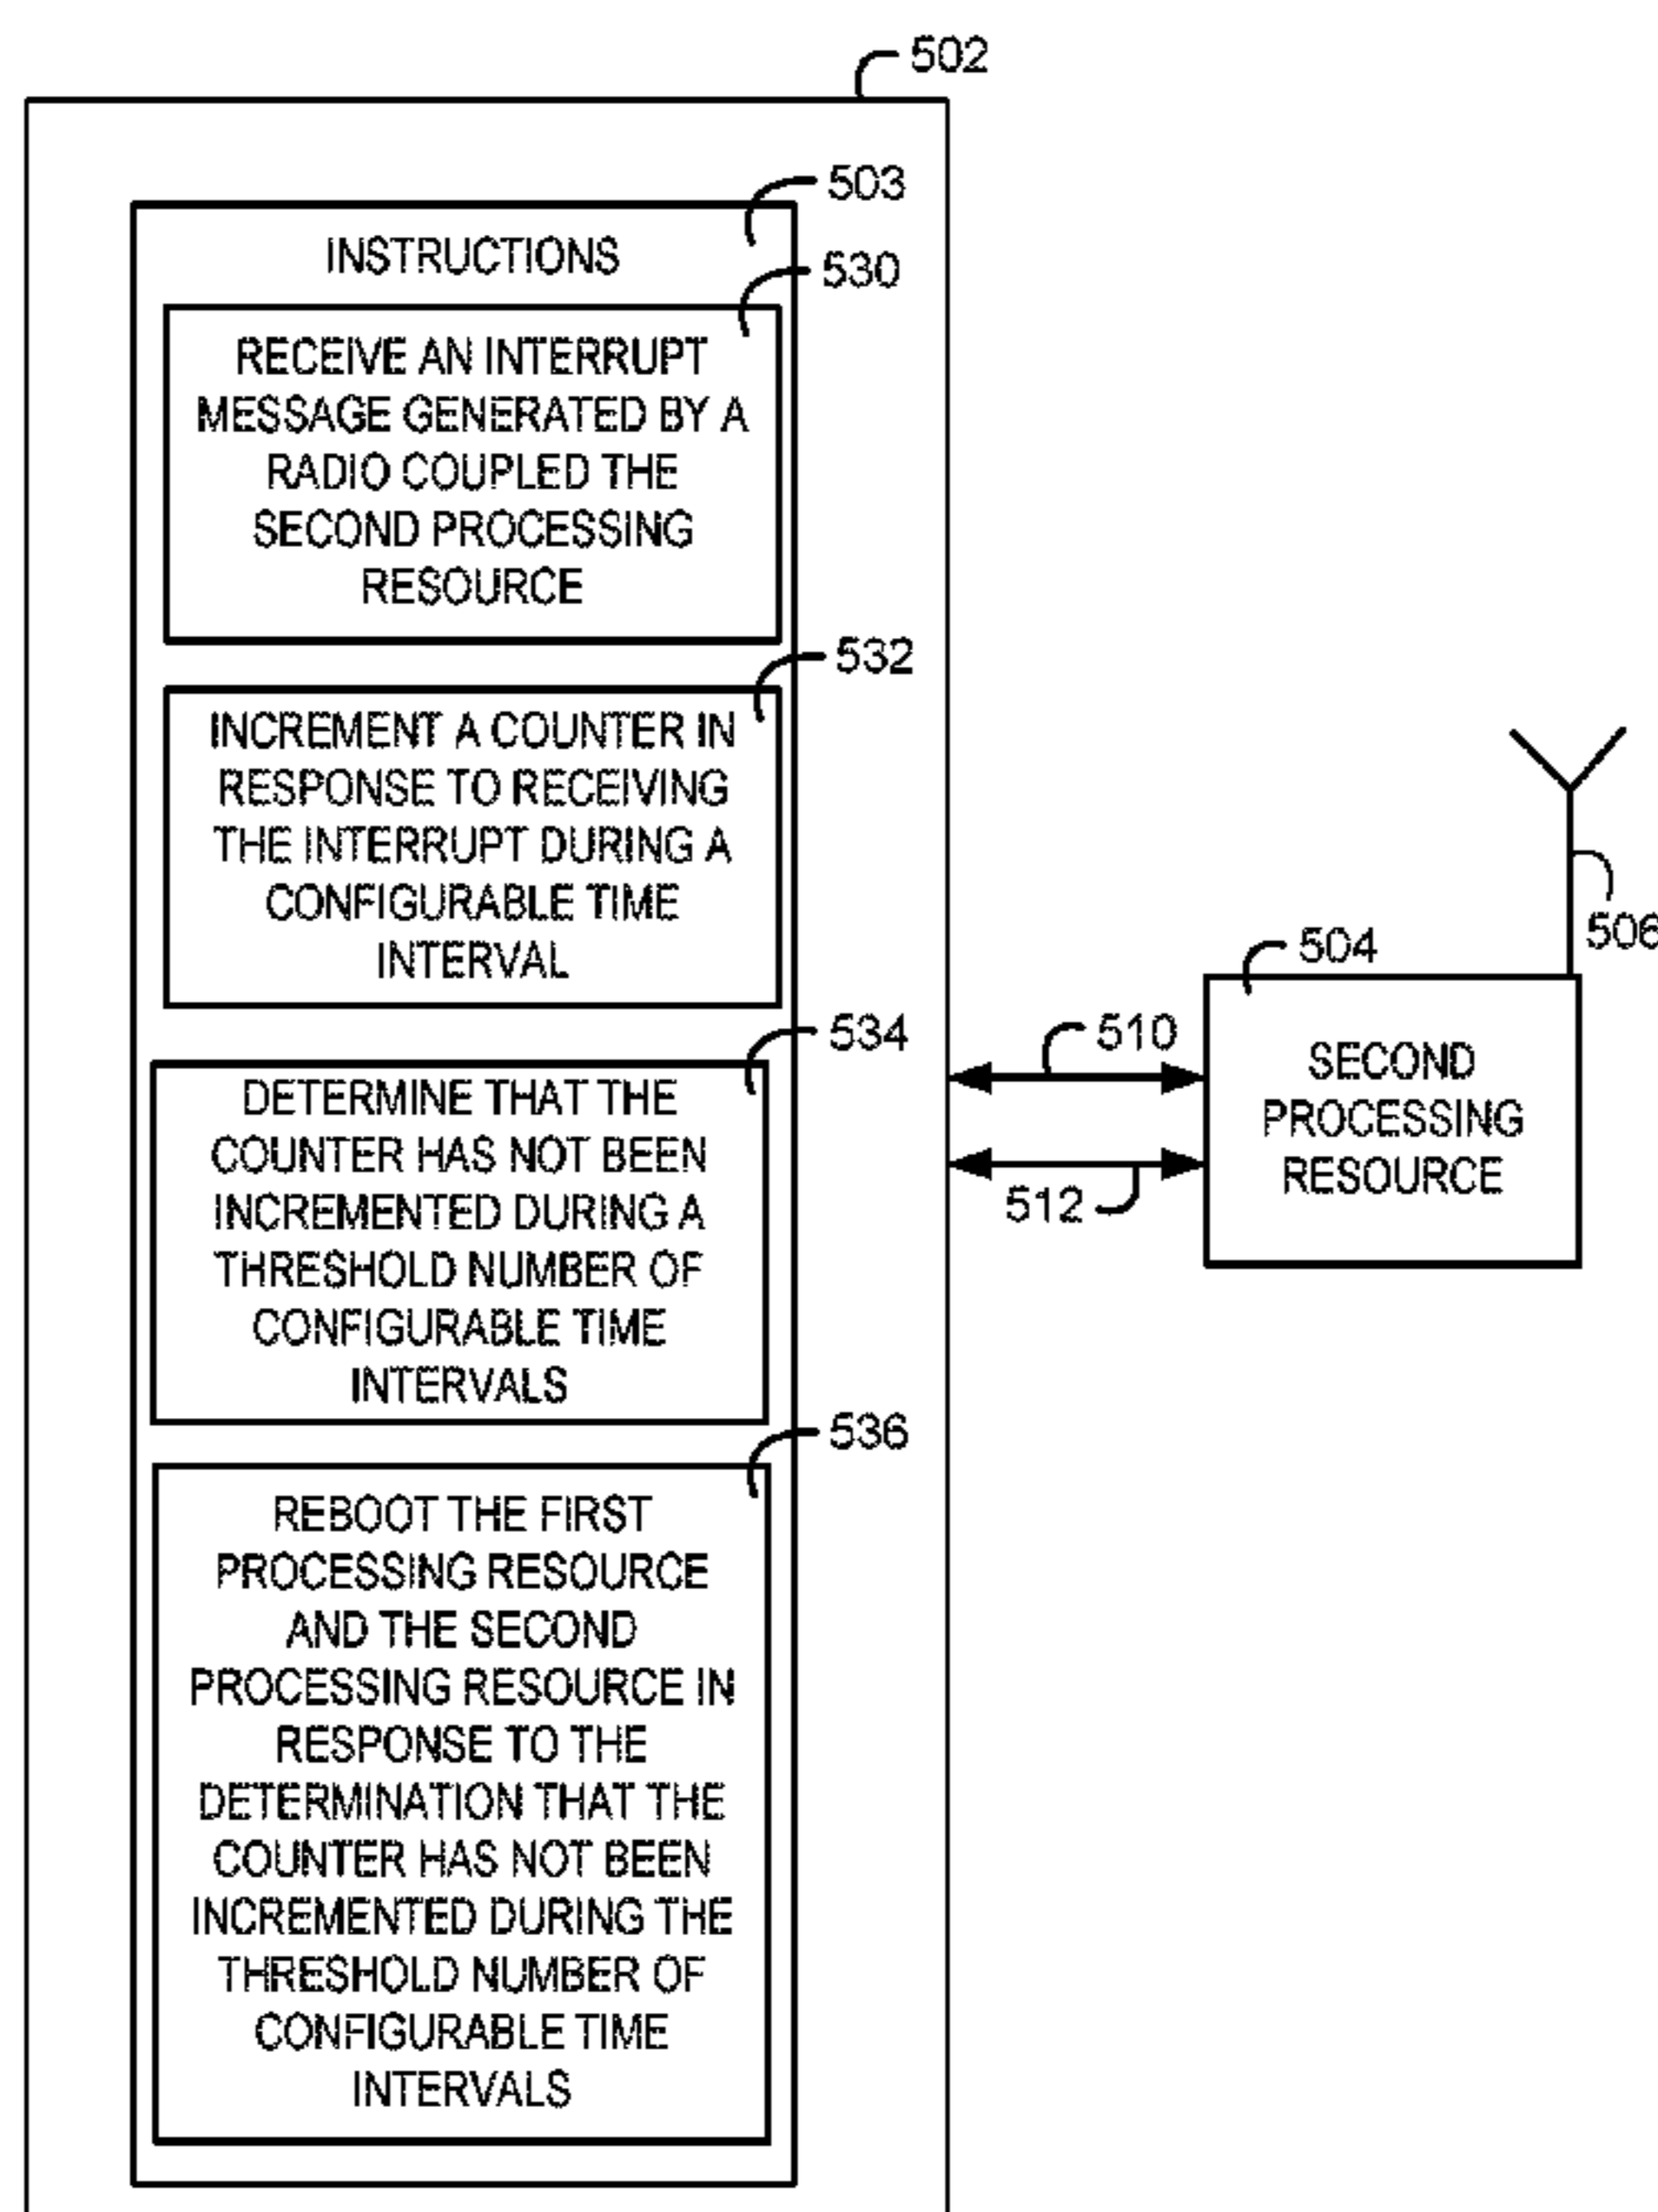 502
503
INSTRUCTIONS
530
RECEIVE AN INTERRUPT
MESSAGE GENERATED BY A
RADIO COUPLED THE
SECOND PROCESSING
RESOURCE
532
INCREMENT A COUNTER IN
RESPONSE TO RECEIVING
THE INTERRUPT DURING A
CONFIGURABLE TIME
INTERVAL
534
DETERMINE THAT THE
COUNTER HAS NOT BEEN
INCREMENTED DURING A
THRESHOLD NUMBER OF
CONFIGURABLE TIME
INTERVALS
536
REBOOT THE FIRST
PROCESSING RESOURCE
AND THE SECOND
PROCESSING RESOURCE IN
RESPONSE TO THE
DETERMINATION THAT THE
COUNTER HAS NOT BEEN
INCREMENTED DURING THE
THRESHOLD NUMBER OF
CONFIGURABLE TIME
INTERVALS
506
504
510
512
SECOND
PROCESSING
RESOURCE